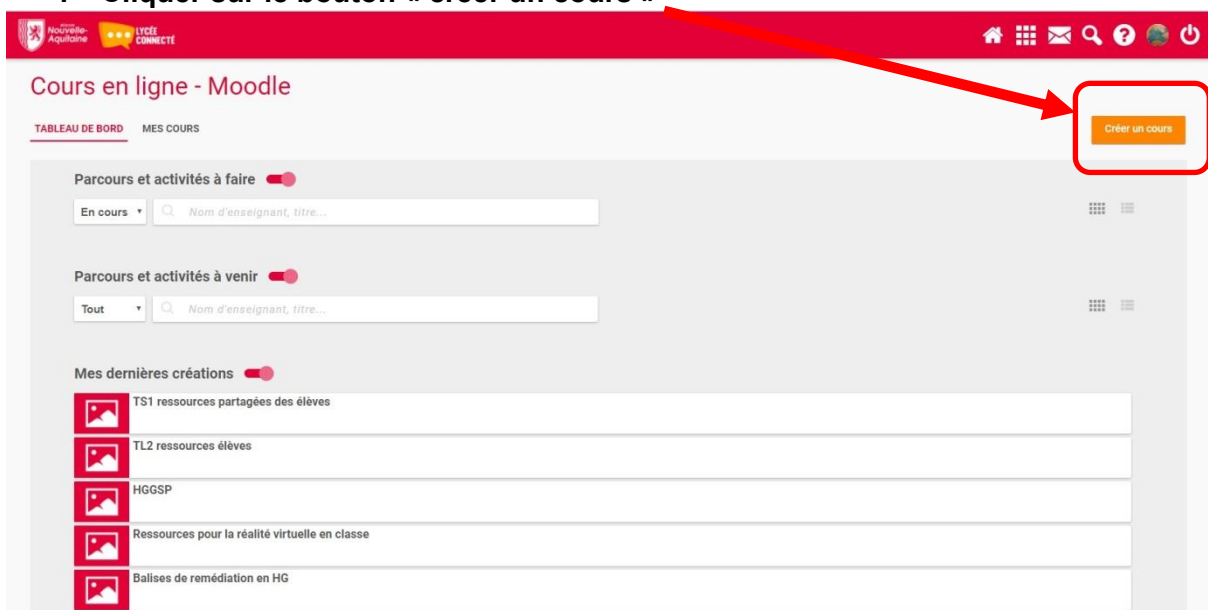 Cliquer sur le bouton « créer un cours »
Nouvelle-
Aquitaine
LYCÉE
CONNECTÉ
Cours en ligne - Moodle
TABLEAU DE BORD MES COURS
Créer un cours
Parcours et activités à faire
En cours Nom d'enseignant, titre...
Parcours et activités à venir
Tout Nom d'enseignant, titre...
Mes dernières créations
TS1 ressources partagées des élèves
TL2 ressources élèves
HGGSP
Ressources pour la réalité virtuelle en classe
Balises de remédiation en HG